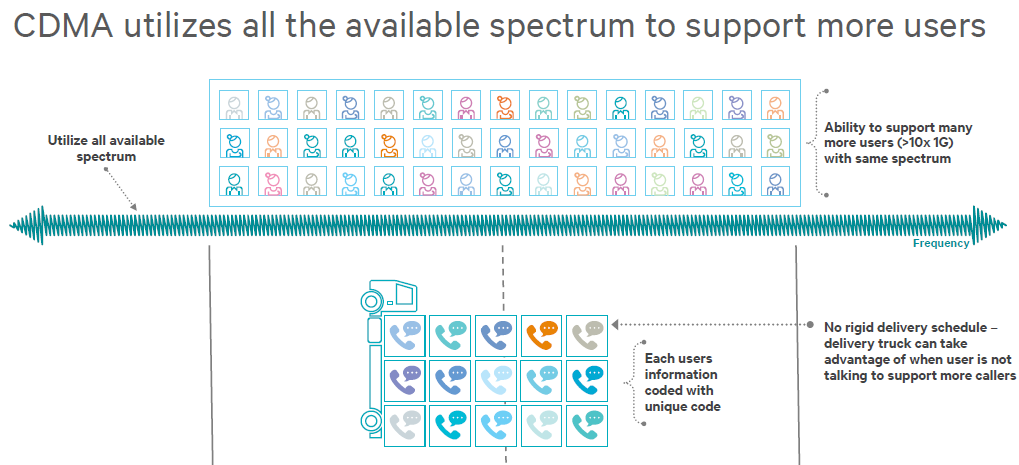 CDMA utilizes all the available spectrum to support more users
Utilize all available
spectrum
Ability to support many
more users (>10x 1G)
with same spectrum
Frequency
No rigid delivery schedule –
delivery truck can take
advantage of when user is not
talking to support more callers
Each users
information
coded with
unique code